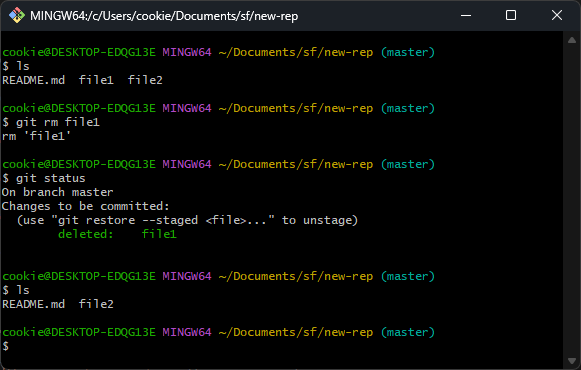 MINGW64:/c/Users/cookie/Documents/sf/new-rep
cookie@DESKTOP-EDQG13E MINGW64 ~/Documents/sf/new-rep (master)
$ ls
README.md  file1  file2
cookie@DESKTOP-EDQG13E MINGW64 ~/Documents/sf/new-rep (master)
$ git rm file1
rm 'file1'
cookie@DESKTOP-EDQG13E MINGW64 ~/Documents/sf/new-rep (master)
$ git status
On branch master
Changes to be committed:
  (use "git restore --staged <file>..." to unstage)
        deleted:    file1
cookie@DESKTOP-EDQG13E MINGW64 ~/Documents/sf/new-rep (master)
$ ls
README.md  file2
cookie@DESKTOP-EDQG13E MINGW64 ~/Documents/sf/new-rep (master)
$